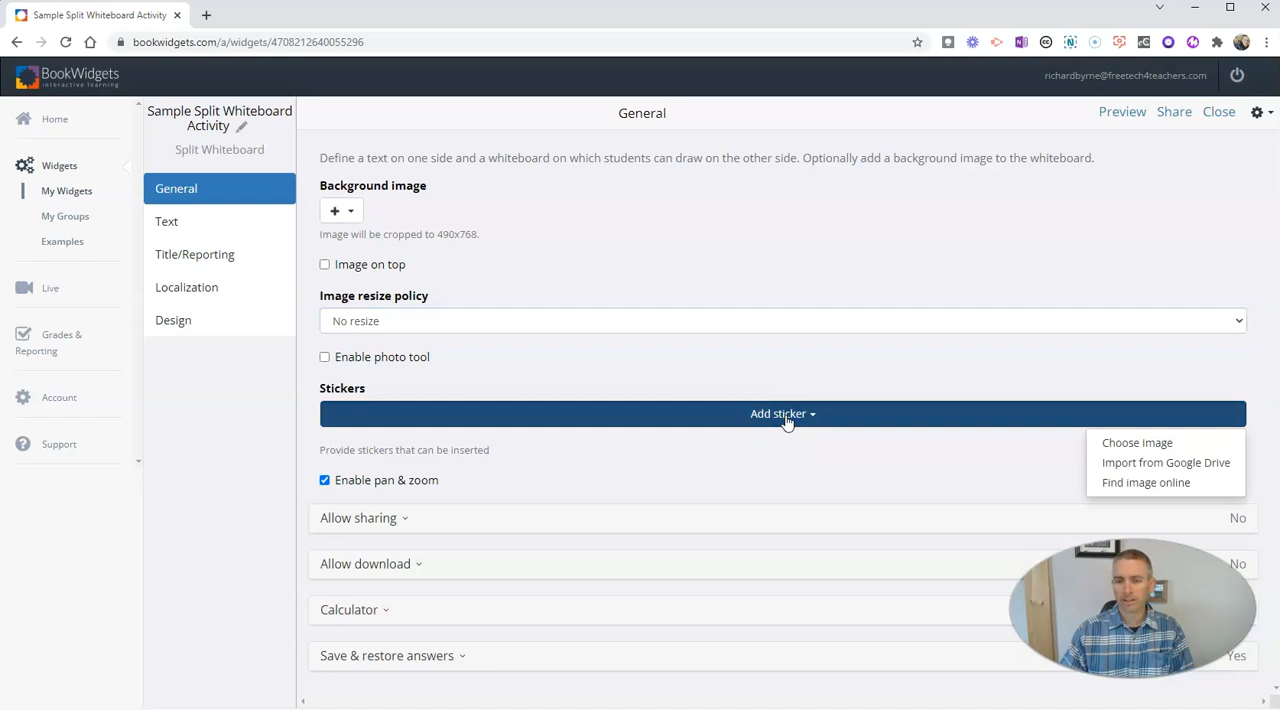 Sample Split Whiteboard Activity
bookwidgets.com/a/widgets/4708212640055296
BookWidgets
interactive learning
richardbyrne@freetech4teachers.com
Home
Widgets
My Widgets
My Groups
Examples
Live
Grades &
Reporting
Account
Support
Sample Split Whiteboard
Activity
Split Whiteboard
General
Text
Title/Reporting
Localization
Design
General
Preview
Share
Close
Define a text on one side and a whiteboard on which students can draw on the other side. Optionally add a background image to the whiteboard.
Background image
Image will be cropped to 490x768.
Image on top
Image resize policy
No resize
Enable photo tool
Stickers
Add sticker
Choose image
Import from Google Drive
Find image online
Provide stickers that can be inserted
Enable pan & zoom
Allow sharing
No
Allow download
No
Calculator
Save & restore answers
Yes